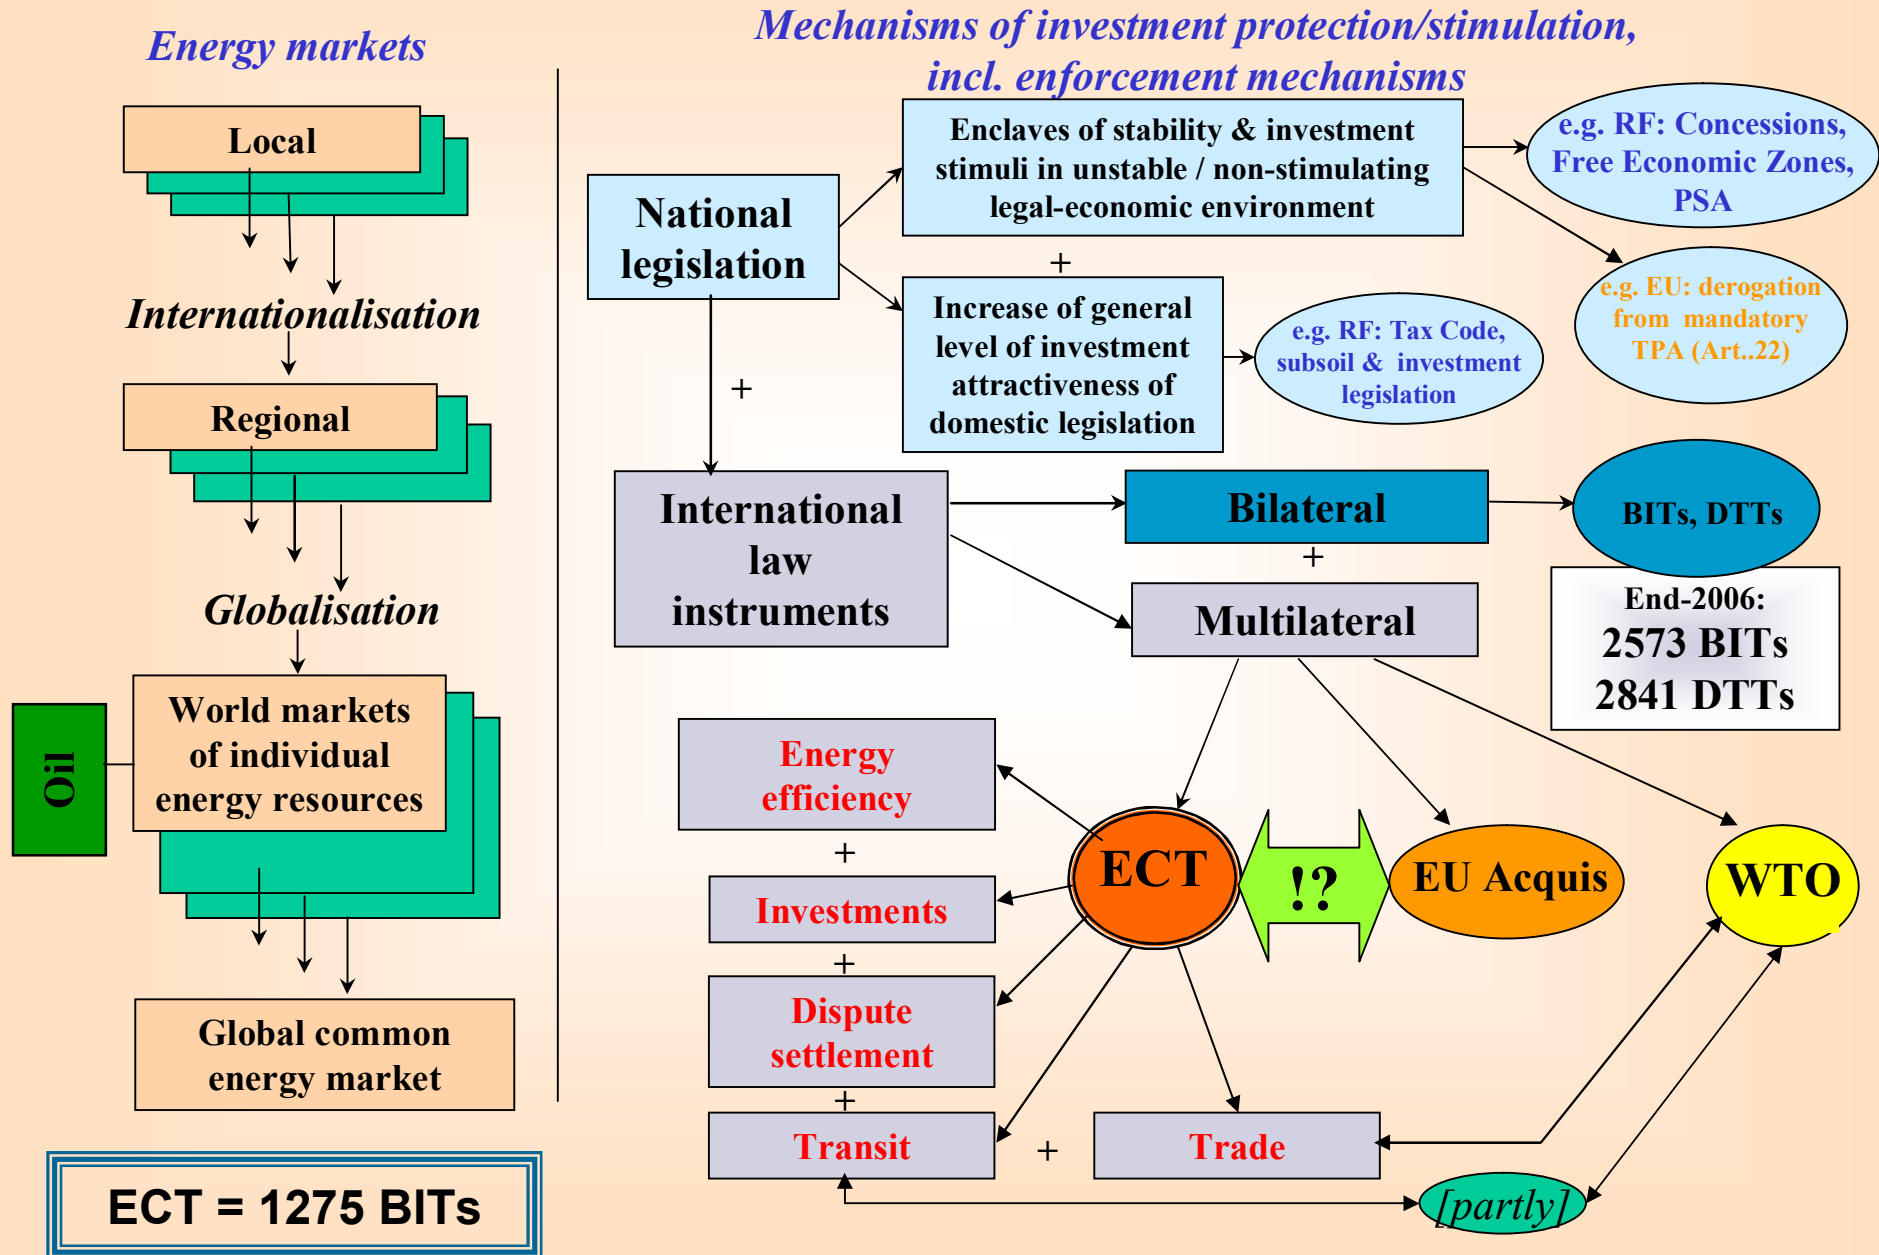 Energy markets
Mechanisms of investment protection/stimulation,
incl. enforcement mechanisms
Local
Internationalisation
Regional
Globalisation
Oil
World markets
of individual
energy resources
Global common
energy market
ECT = 1275 BITs
National
legislation
+
Enclaves of stability & investment
stimuli in unstable / non-stimulating
legal-economic environment
+
Increase of general
level of investment
attractiveness of
domestic legislation
e.g. RF: Concessions,
Free Economic Zones,
PSA
e.g. EU: derogation
from mandatory
TPA (Art..22)
e.g. RF: Tax Code,
subsoil & investment
legislation
International
law
instruments
Bilateral
+
Multilateral
BITs, DTTs
End-2006:
2573 BITs
2841 DTTs
Energy
efficiency
+
Investments
+
Dispute
settlement
+
Transit
+
Trade
ECT
!?
EU Acquis
WTO
[partly]